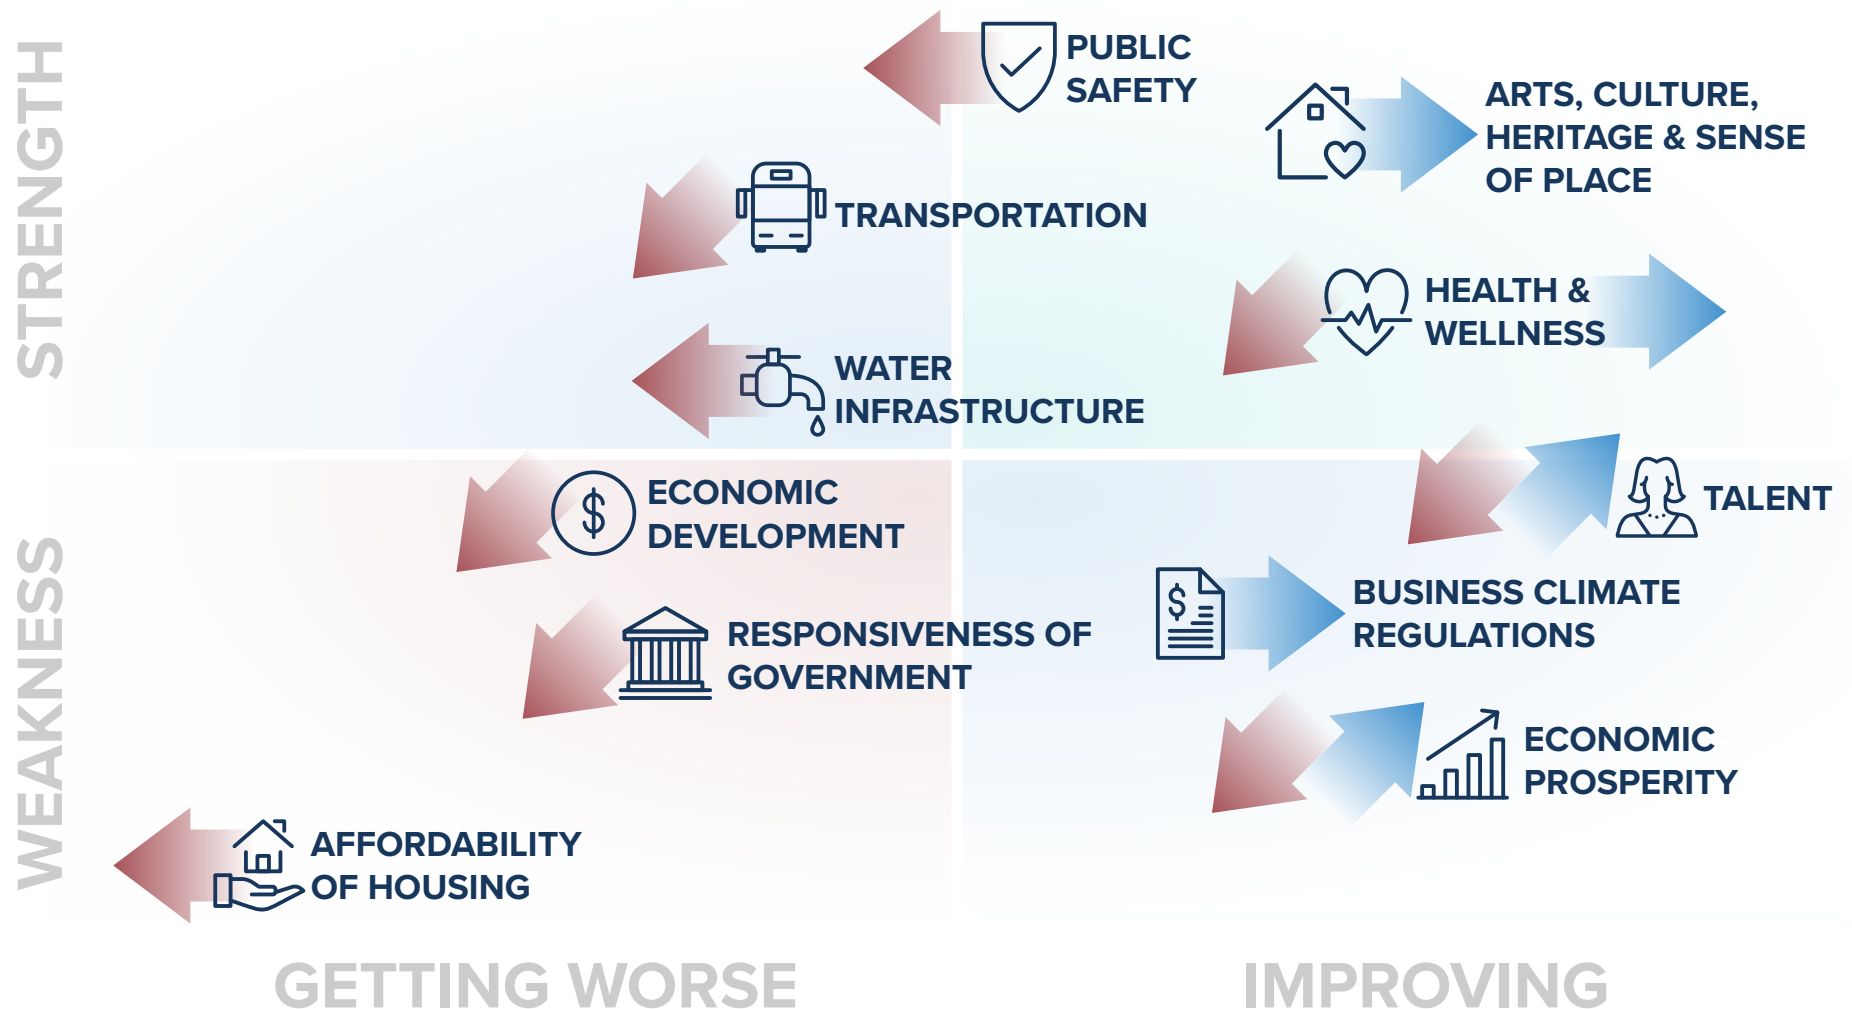 STRENGTH
PUBLIC
SAFETY
ARTS, CULTURE,
HERITAGE & SENSE
OF PLACE
TRANSPORTATION
HEALTH &
WELLNESS
WATER
INFRASTRUCTURE
WEAKNESS
ECONOMIC
DEVELOPMENT
TALENT
BUSINESS CLIMATE
REGULATIONS
RESPONSIVENESS OF
GOVERNMENT
ECONOMIC
PROSPERITY
AFFORDABILITY
OF HOUSING
GETTING WORSE
IMPROVING